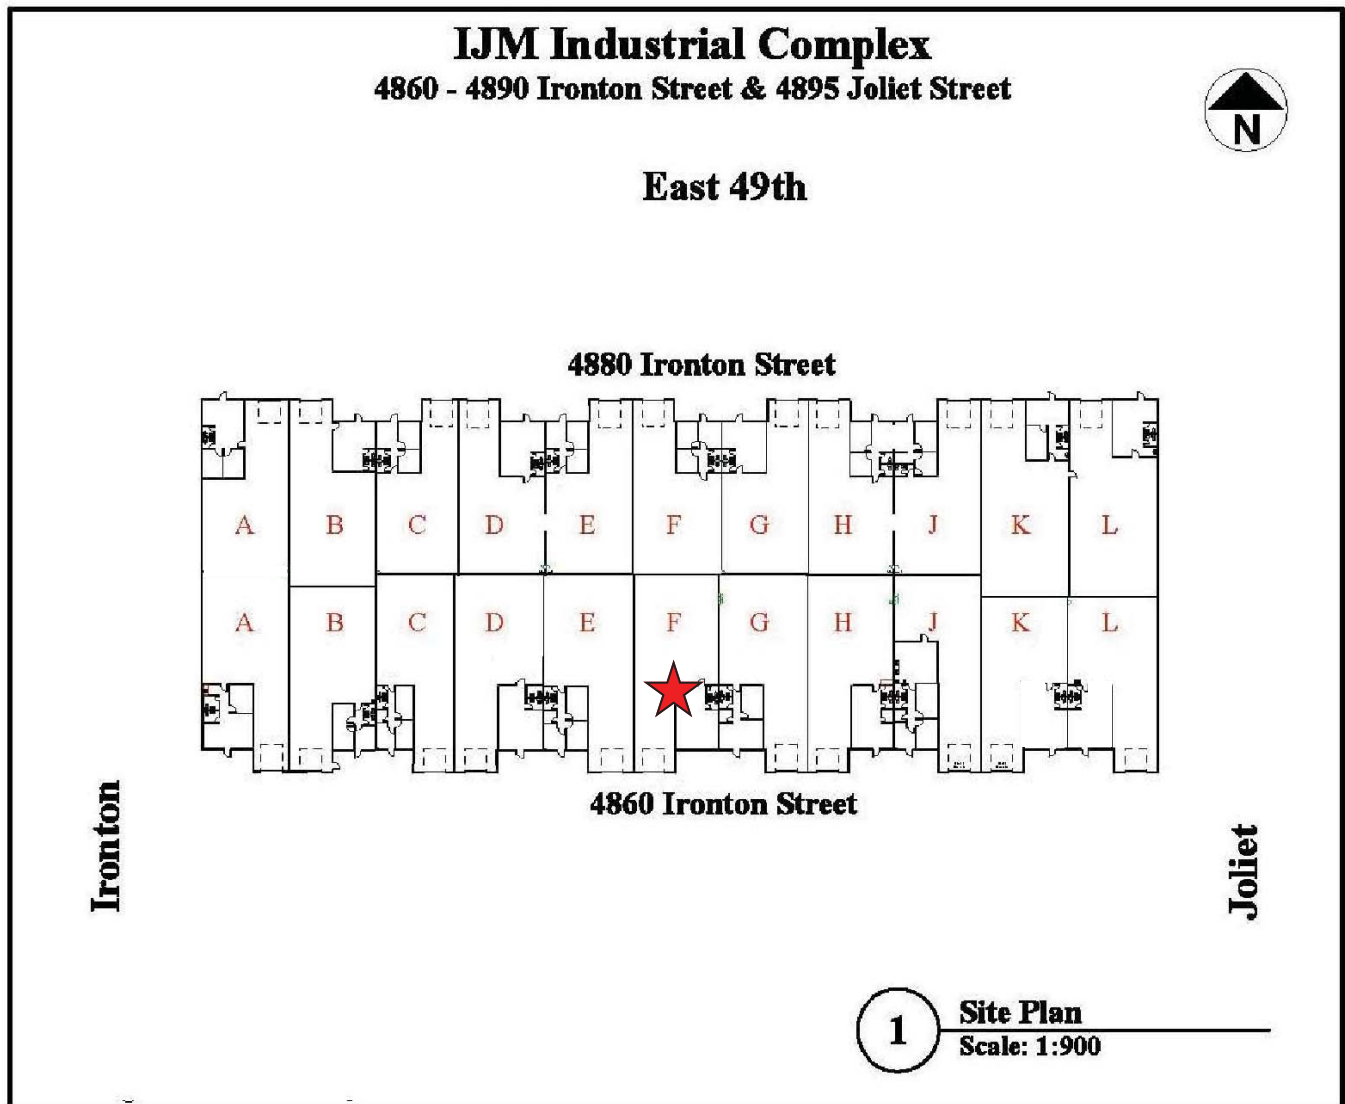 IJM Industrial Complex
4860 - 4890 Ironton Street & 4895 Joliet Street
N
East 49th
4880 Ironton Street
A B C D E F G H J K L
A B C D E F G H J K L
4860 Ironton Street
Ironton
Joliet
1
Site Plan
Scale: 1:900